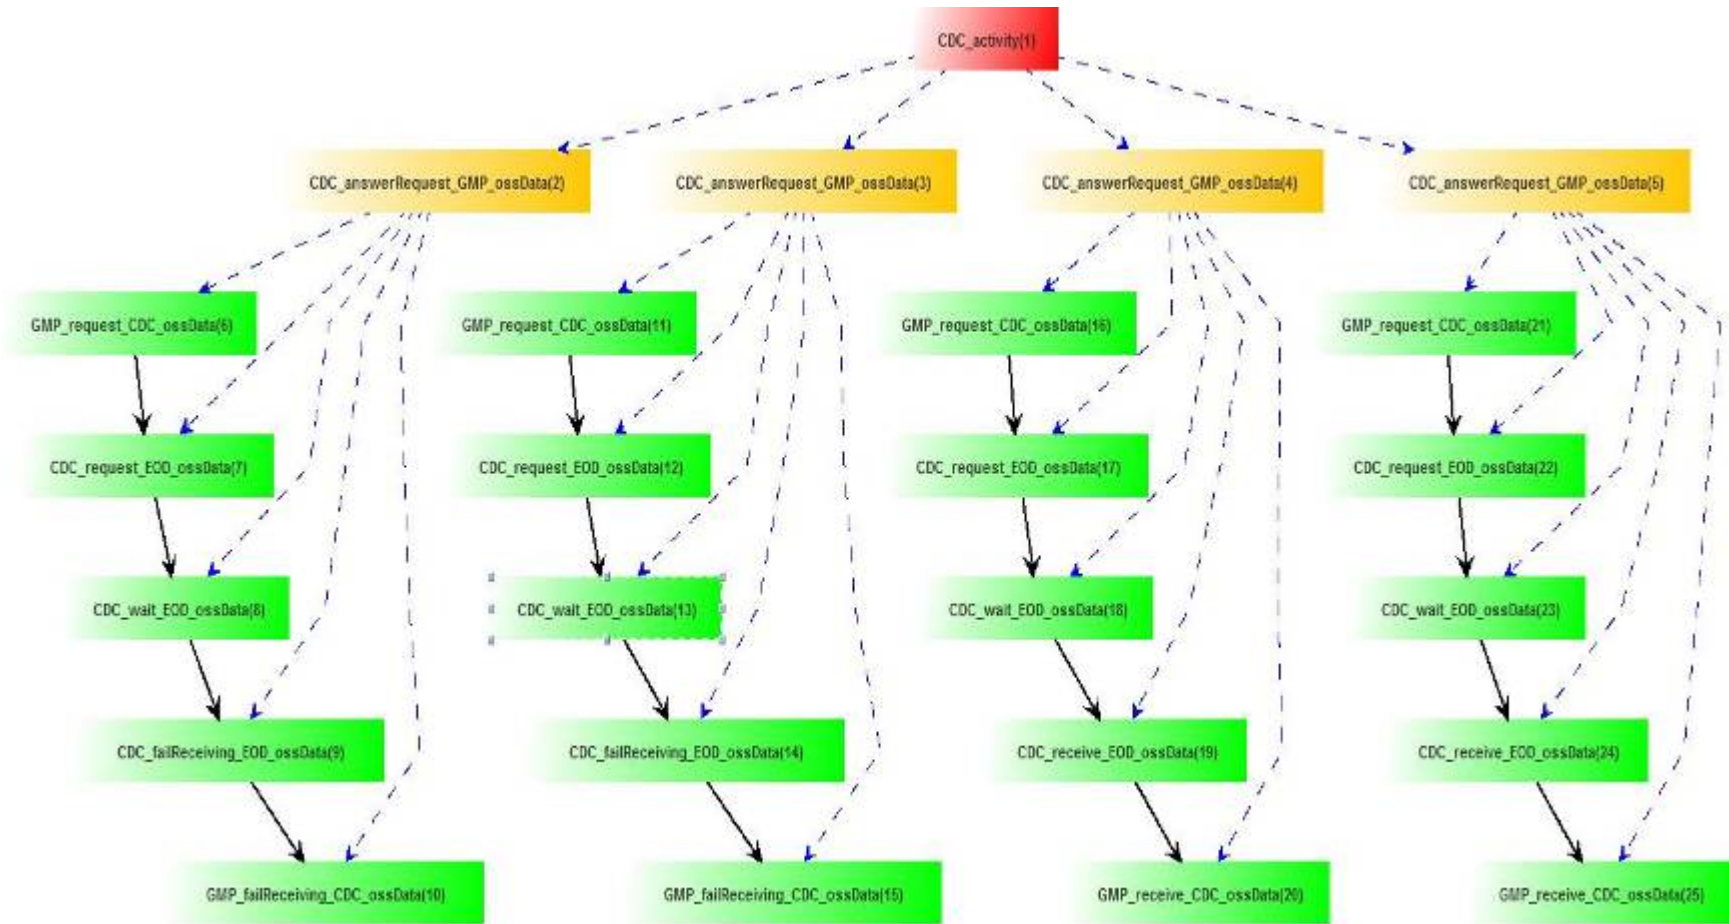 CDC_activity(1)
CDC_answerRequest_GMP_ossData(2)
CDC_answerRequest_GMP_ossData(3)
CDC_answerRequest_GMP_ossData(4)
CDC_answerRequest_GMP_ossData(5)
GMP_request_CDC_ossData(6)
GMP_request_CDC_ossData(11)
GMP_request_CDC_ossData(16)
GMP_request_CDC_ossData(21)
CDC_request_EOD_ossData(7)
CDC_request_EOD_ossData(12)
CDC_request_EOD_ossData(17)
CDC_request_EOD_ossData(22)
CDC_wait_EOD_ossData(8)
CDC_wait_EOD_ossData(13)
CDC_wait_EOD_ossData(18)
CDC_wait_EOD_ossData(23)
CDC_failReceiving_EOD_ossData(9)
CDC_failReceiving_EOD_ossData(14)
CDC_receive_EOD_ossData(19)
CDC_receive_EOD_ossData(24)
GMP_failReceiving_CDC_ossData(10)
GMP_failReceiving_CDC_ossData(15)
GMP_receive_CDC_ossData(20)
GMP_receive_CDC_ossData(25)